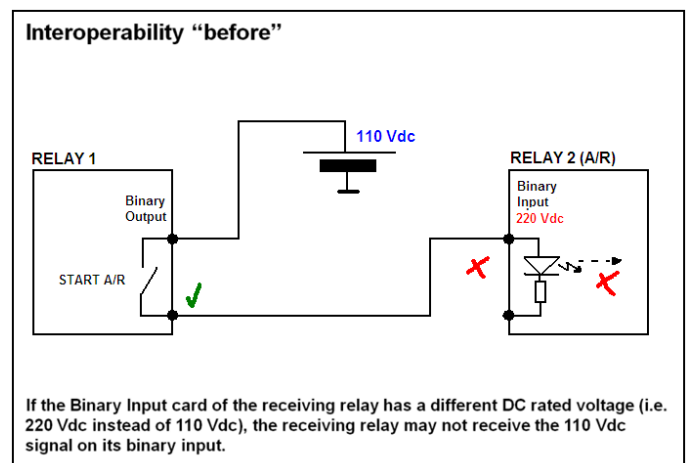 Interoperability “before”
110 Vdc
RELAY 1
RELAY 2 (A/R)
Binary
Output
Binary
Input
220 Vdc
START A/R
If the Binary Input card of the receiving relay has a different DC rated voltage (i.e.
220 Vdc instead of 110 Vdc), the receiving relay may not receive the 110 Vdc
signal on its binary input.